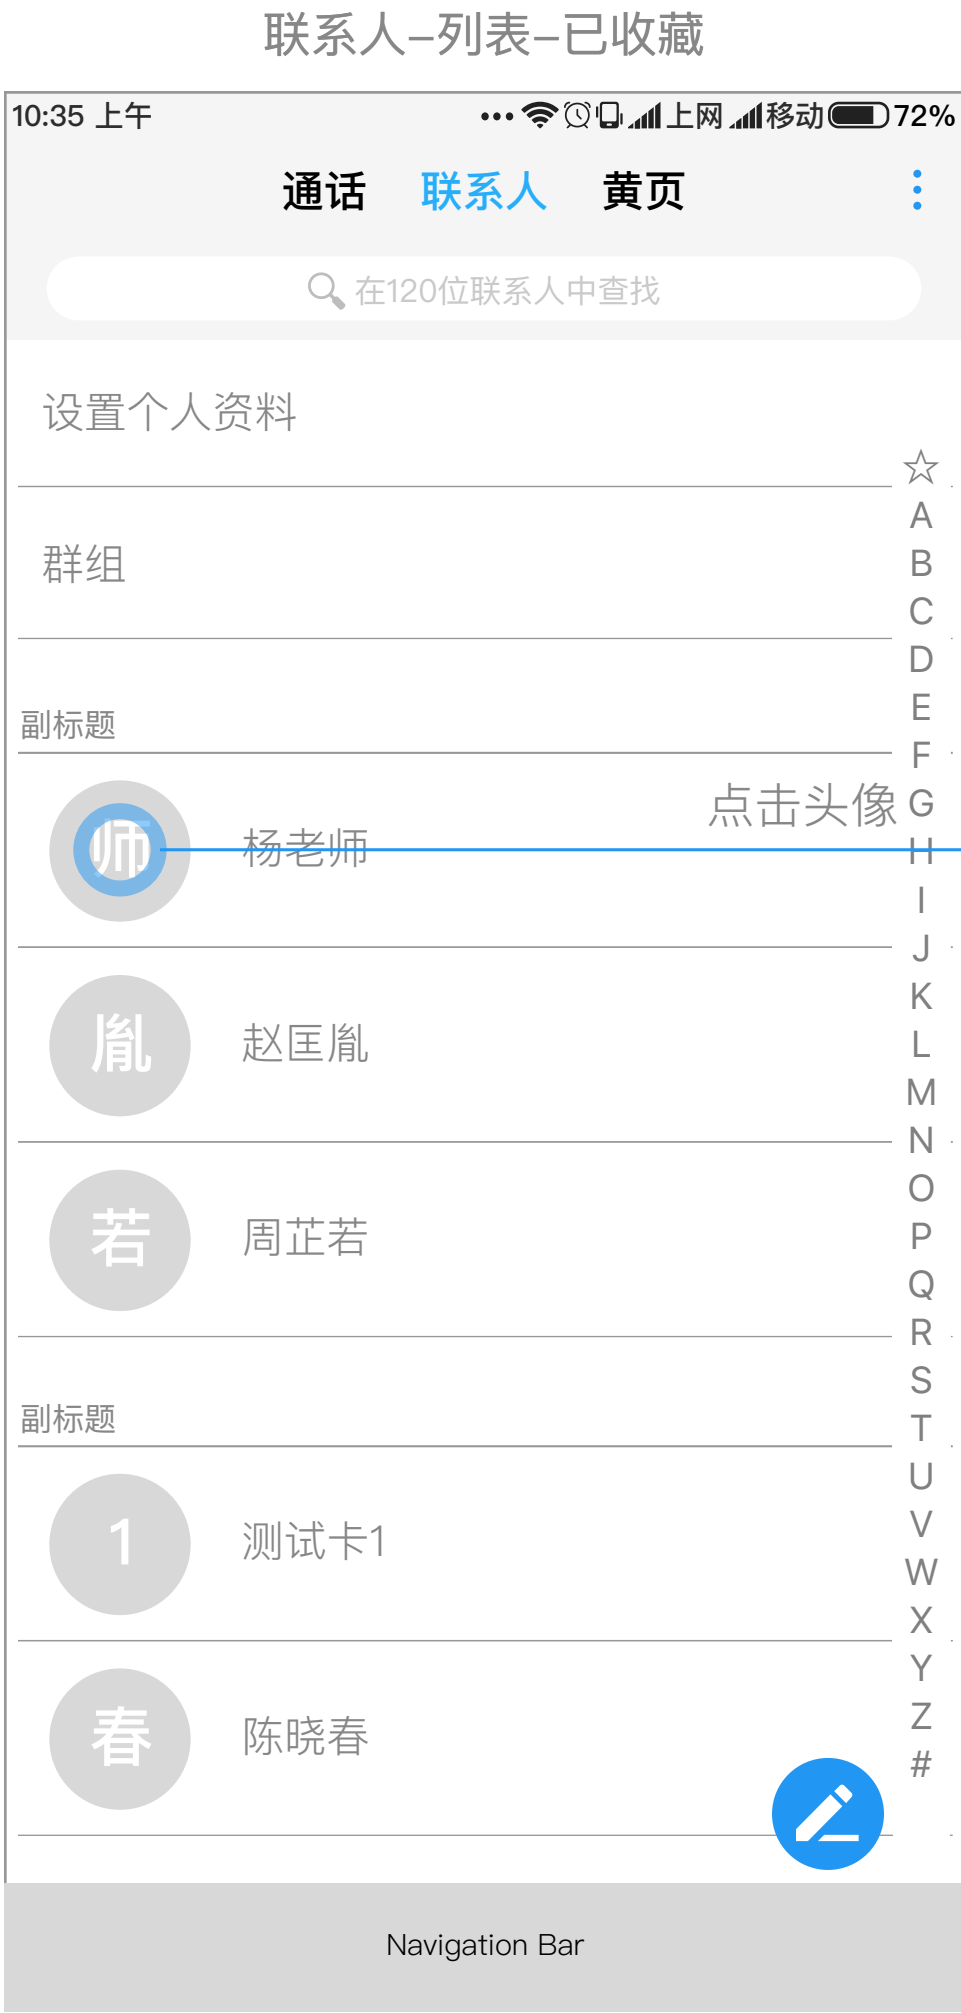 联系人-列表-已收藏
10:35 上午 上网 移动 72%
通话 联系人 黄页
在120位联系人中查找
设置个人资料
☆
A
群组
B
C
D
副标题
E
F
点击头像
G
师 杨老师
H
I
J
K
胤 赵匡胤
L
M
N
O
若 周芷若
P
Q
R
S
副标题
T
U
1 测试卡1
V
W
X
Y
春 陈晓春
Z
#
Navigation Bar